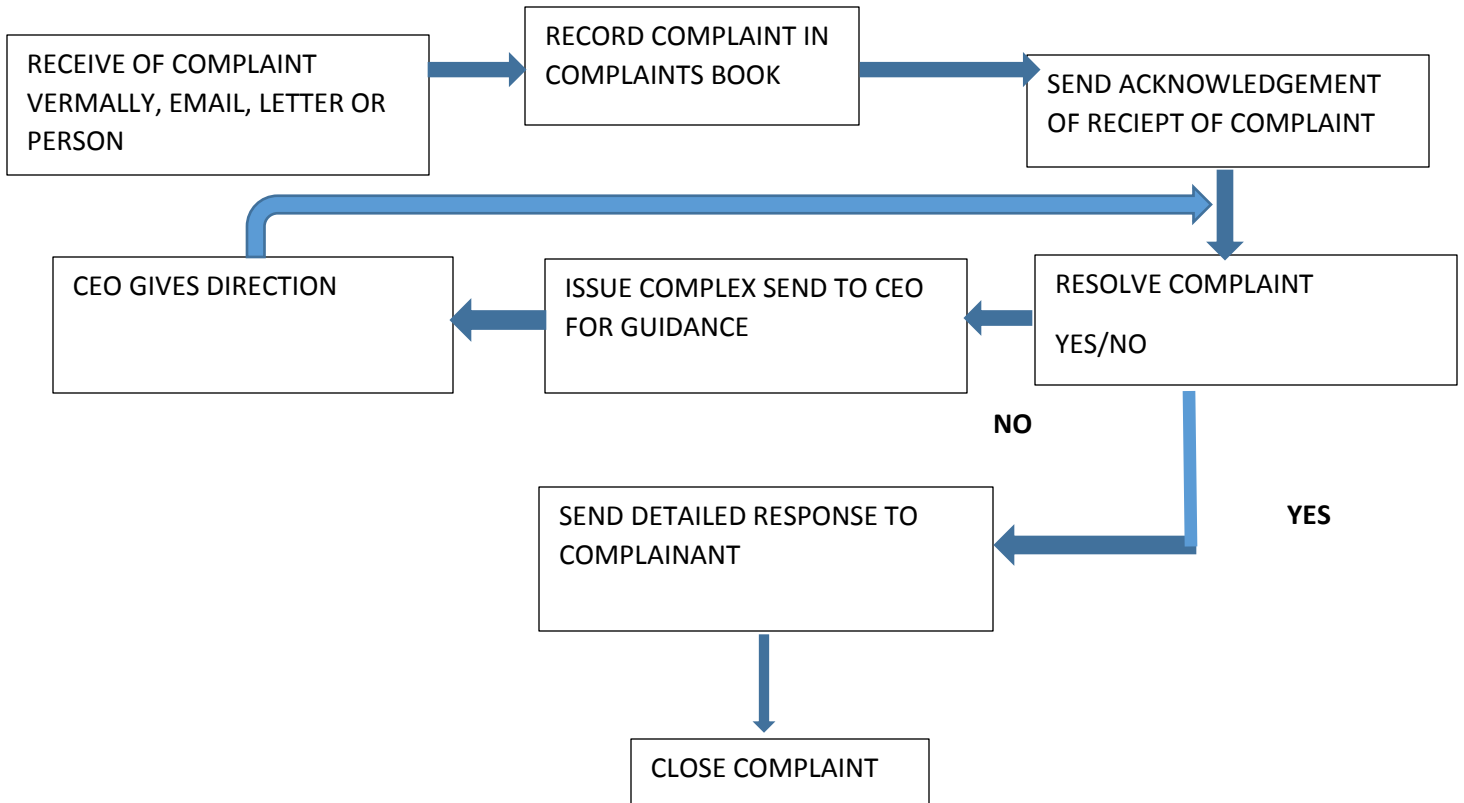 RECEIVE OF COMPLAINT
VERMALLY, EMAIL, LETTER OR
PERSON
RECORD COMPLAINT IN
COMPLAINTS BOOK
SEND ACKNOWLEDGEMENT
OF RECIEPT OF COMPLAINT
RESOLVE COMPLAINT
YES/NO
ISSUE COMPLEX SEND TO CEO
FOR GUIDANCE
CEO GIVES DIRECTION
NO
YES
SEND DETAILED RESPONSE TO
COMPLAINANT
CLOSE COMPLAINT